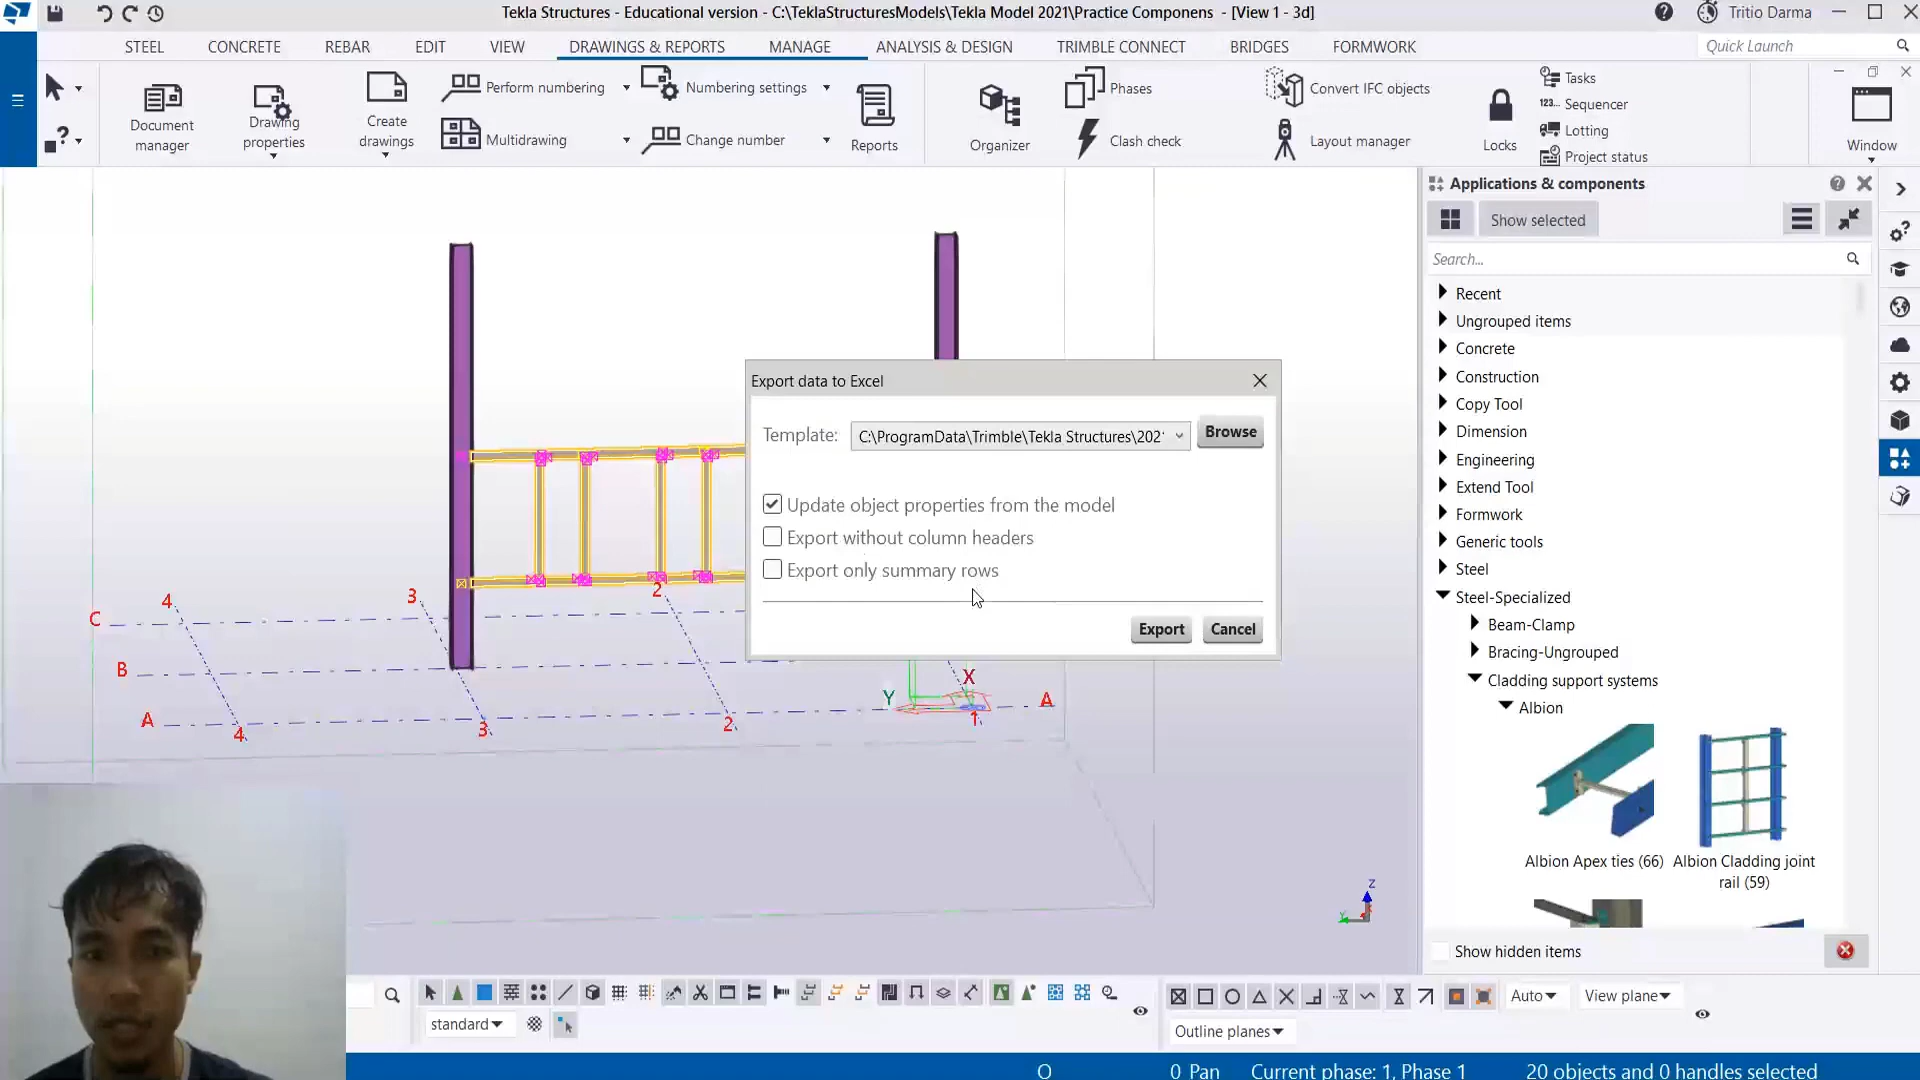 Tekla Structures - Educational version - C:\TeklaStructuresModels\Tekla Model 2021\Practice Componens - [View 1 - 3d]
Tritio Darma
STEEL CONCRETE REBAR EDIT VIEW DRAWINGS & REPORTS MANAGE ANALYSIS & DESIGN TRIMBLE CONNECT BRIDGES FORMWORK
Quick Launch
Document manager
Drawing properties
Create drawings
Perform numbering
Multidrawing
Numbering settings
Change number
Reports
Organizer
Phases
Clash check
Convert IFC objects
Layout manager
Locks
Tasks
123... Sequencer
Lotting
Project status
Window
Applications & components
Show selected
Search...
Recent
Ungrouped items
Concrete
Construction
Copy Tool
Dimension
Engineering
Extend Tool
Formwork
Generic tools
Steel
Steel-Specialized
Beam-Clamp
Bracing-Ungrouped
Cladding support systems
Albion
Albion Apex ties (66)
Albion Cladding joint rail (59)
Show hidden items
Export data to Excel
Template: C:\ProgramData\Trimble\Tekla Structures\202
Browse
Update object properties from the model
Export without column headers
Export only summary rows
Export
Cancel
4 3 2
C
B
A
4 3 2 1
A
Y X
Z
standard
Auto
View plane
Outline planes
O
0 Pan
Current phase: 1, Phase 1
20 objects and 0 handles selected